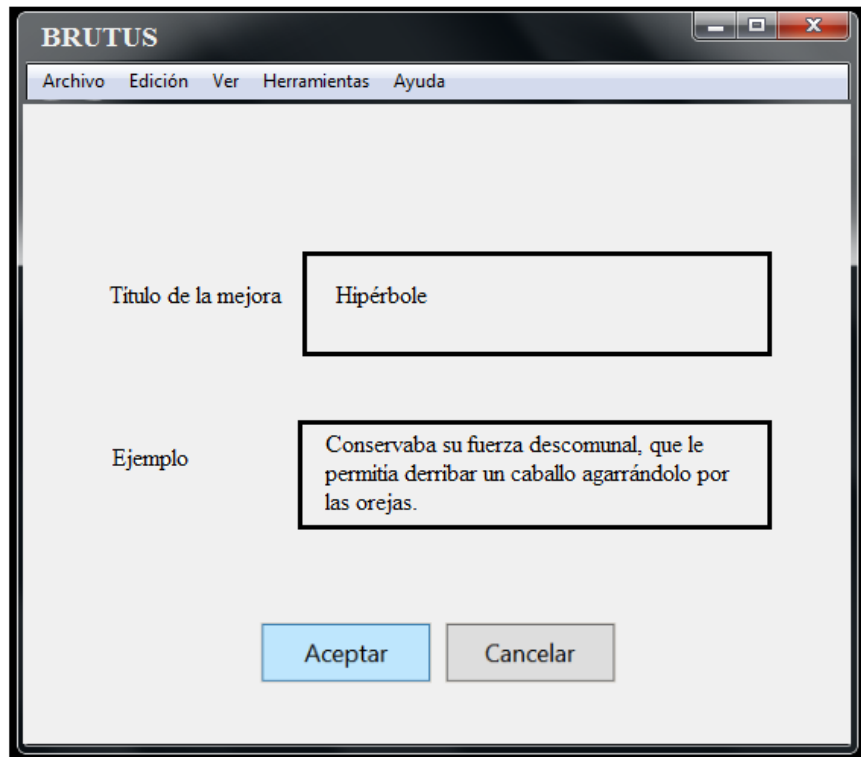 BRUTUS
Archivo Edición Ver Herramientas Ayuda
Título de la mejora
Hipérbole
Ejemplo
Conservaba su fuerza descomunal, que le
permitía derribar un caballo agarrándolo por
las orejas.
Aceptar Cancelar